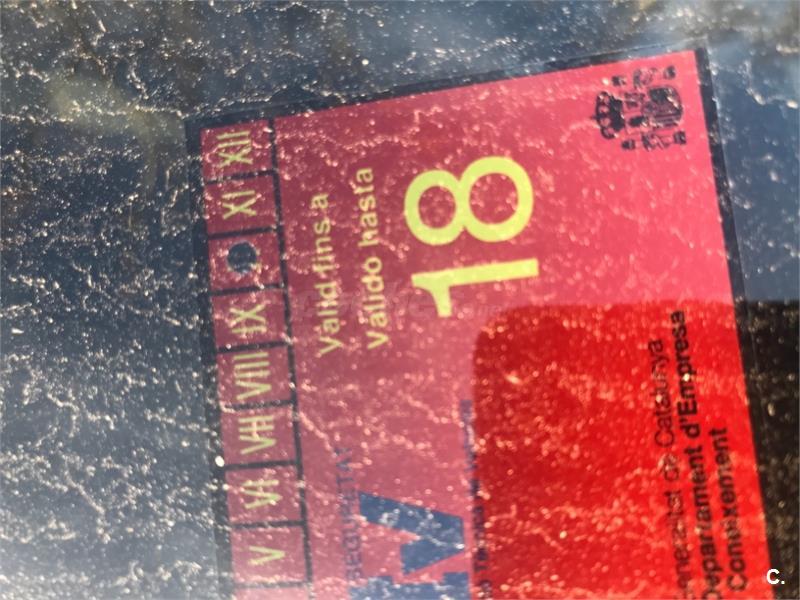 V
VI
VII
VIII
IX
XI
XII
SEGURETAT
Vàlid fins a
Válido hasta
18
Generalitat de Catalunya
Departament d'Empresa
Coneixement
C.